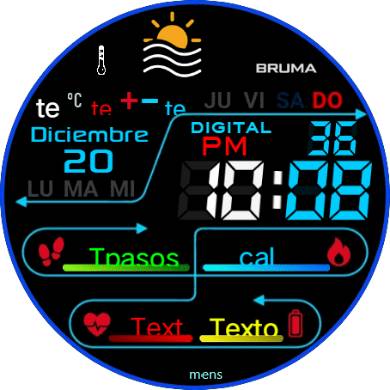 BRUMA
te ºC te +- te
JU VI SA DO
Diciembre
20
LU MA MI
DIGITAL
PM
36
10:08
Tpasos cal
Text Texto
mens